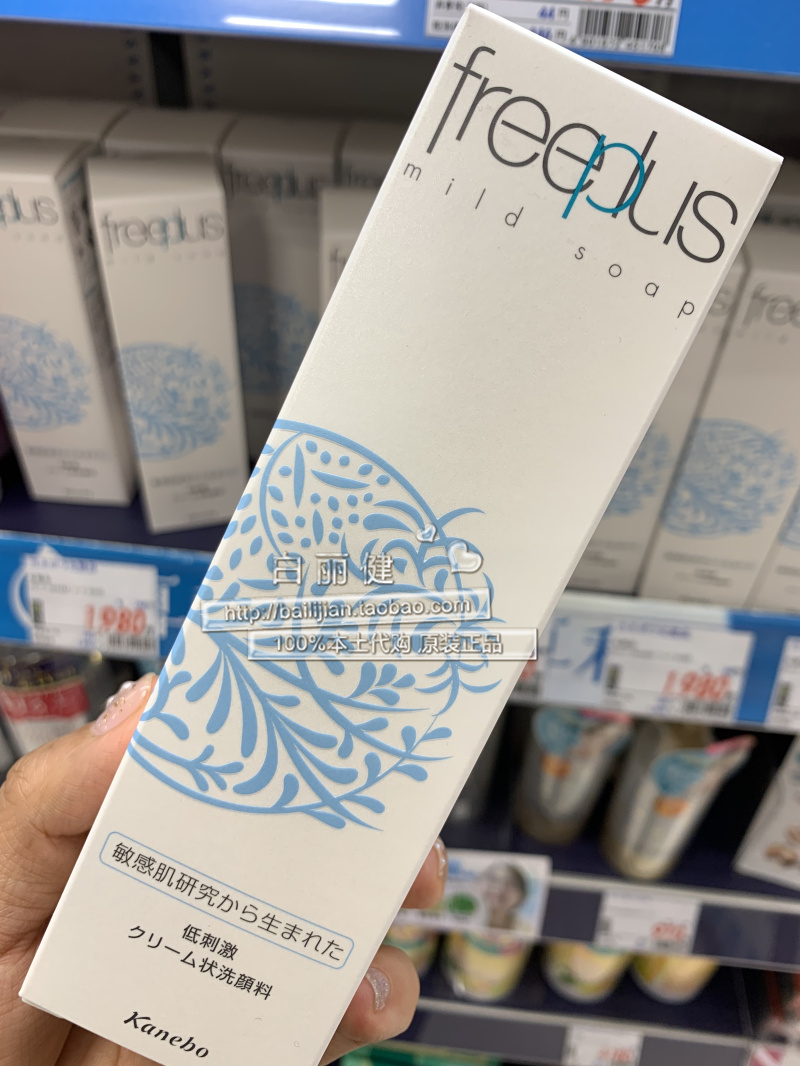 freeplus
mild soap
freeplus
白丽健
http://bailijian.taobao.com
100%本土代购 原装正品
1980
1980
敏感肌研究から生まれた
低刺激
クリーム状洗顔料
Kanebo